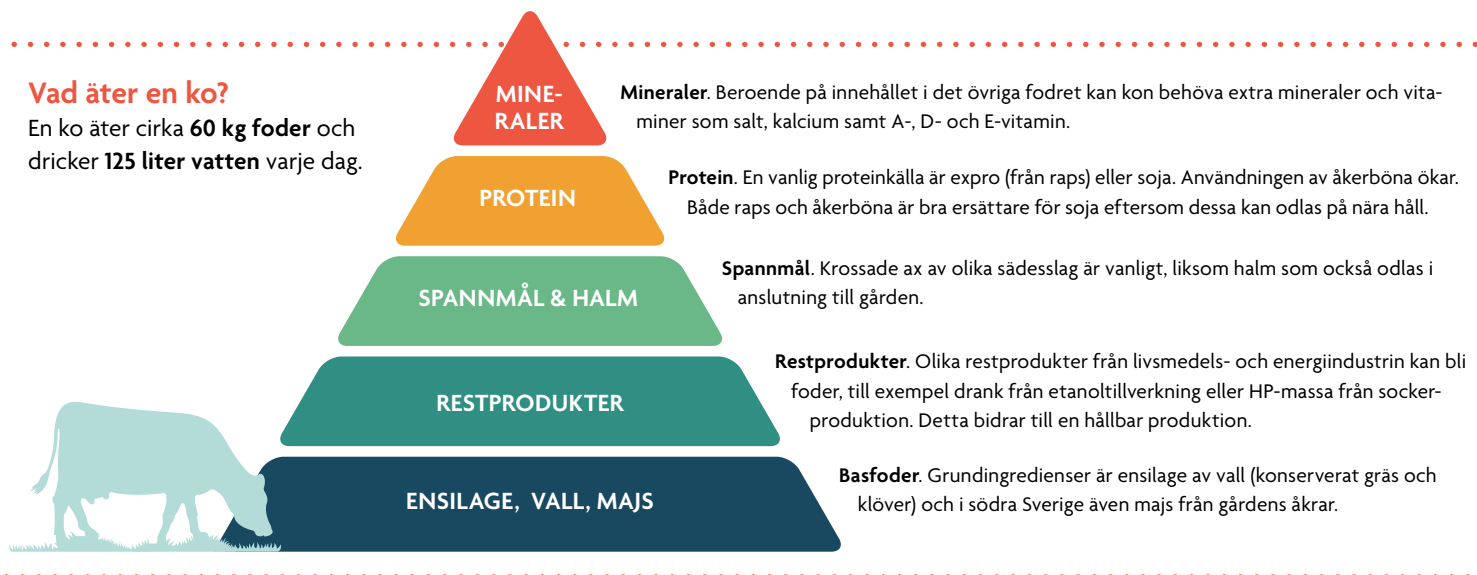 Vad äter en ko?
En ko äter cirka 60 kg foder och
dricker 125 liter vatten varje dag.
MINE-
RALER
Mineraler. Beroende på innehållet i det övriga fodret kan kon behöva extra mineraler och vita-
miner som salt, kalcium samt A-, D- och E-vitamin.
PROTEIN
Protein. En vanlig proteinkälla är expro (från raps) eller soja. Användningen av åkerböna ökar.
Både raps och åkerböna är bra ersättare för soja eftersom dessa kan odlas på nära håll.
SPANNMÅL & HALM
Spannmål. Krossade ax av olika sädesslag är vanligt, liksom halm som också odlas i
anslutning till gården.
RESTPRODUKTER
Restprodukter. Olika restprodukter från livsmedels- och energiindustrin kan bli
foder, till exempel drank från etanoltillverkning eller HP-massa från socker-
produktion. Detta bidrar till en hållbar produktion.
ENSILAGE, VALL, MAJS
Basfoder. Grundingredienser är ensilage av vall (konserverat gräs och
klöver) och i södra Sverige även majs från gårdens åkrar.